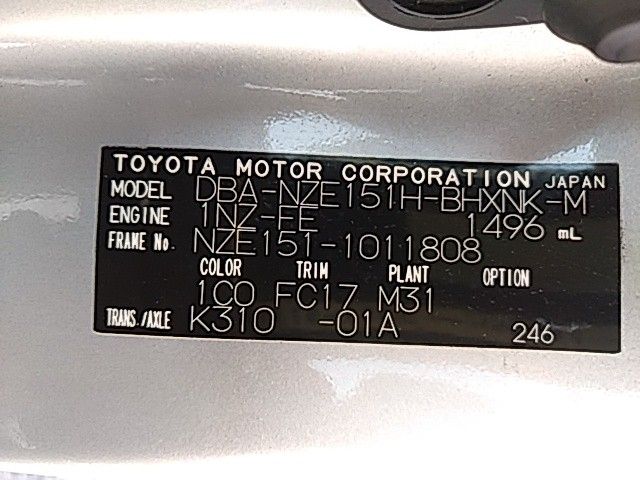 TOYOTA MOTOR CORPORATION JAPAN
MODEL DBA-NZE151H-BHXNK-M
ENGINE 1NZ-FE 1496 mL
FRAME No. NZE151-1011808
COLOR TRIM PLANT OPTION
1C0 FC17 M31
TRANS./AXLE K310 -01A 246